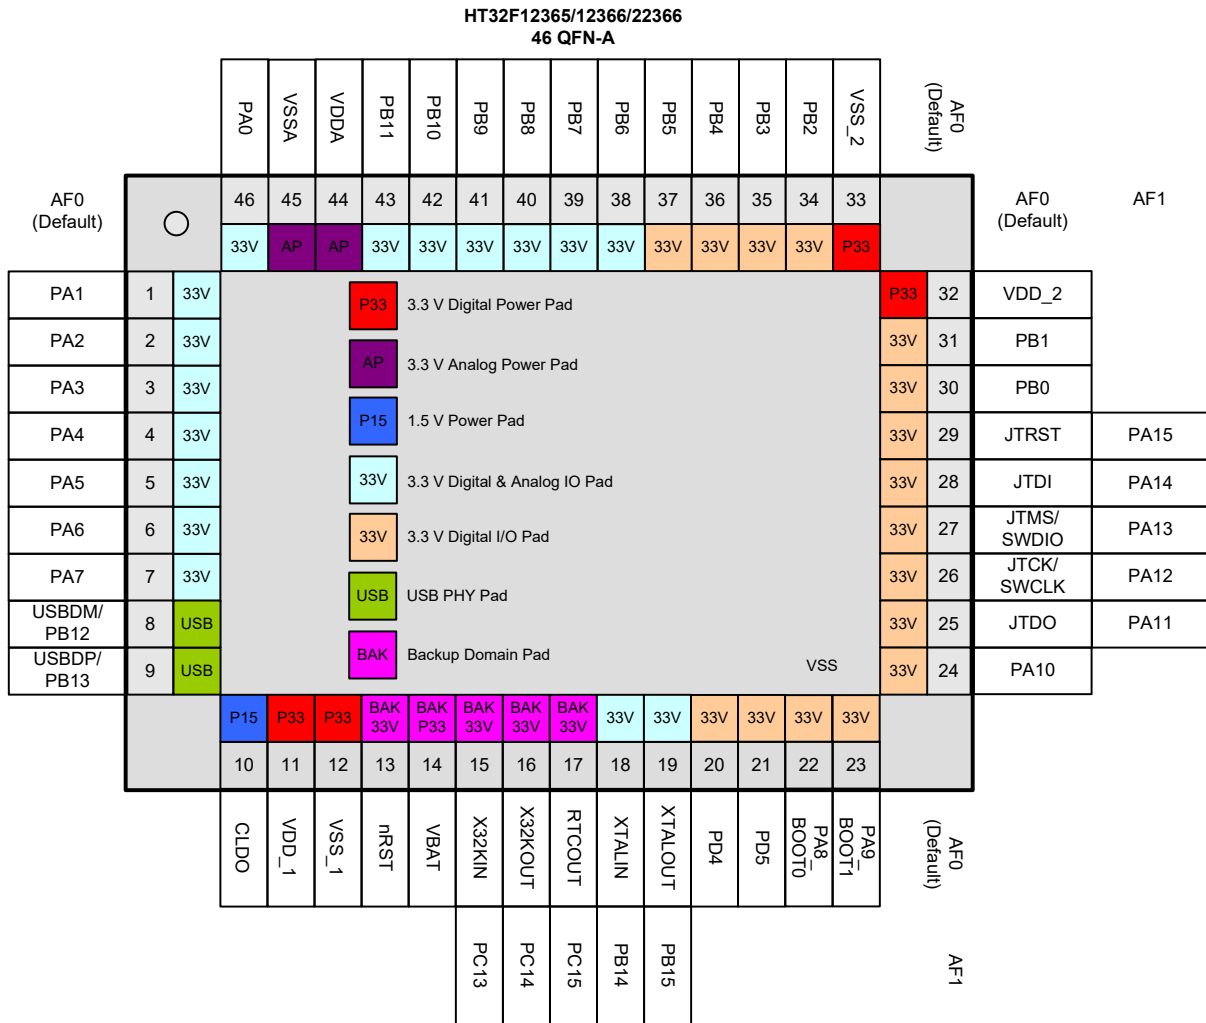 HT32F12365/12366/22366
46 QFN-A
PA0 VSSA VDDA PB11 PB10 PB9 PB8 PB7 PB6 PB5 PB4 PB3 PB2 VSS_2
AF0
(Default)
AF0
(Default)
46 45 44 43 42 41 40 39 38 37 36 35 34 33
AF0
(Default)
AF1
33V AP AP 33V 33V 33V 33V 33V 33V 33V 33V 33V 33V P33
PA1 1 33V
P33 3.3 V Digital Power Pad
P33 32 VDD_2
PA2 2 33V
AP 3.3 V Analog Power Pad
33V 31 PB1
PA3 3 33V
33V 30 PB0
PA4 4 33V
P15 1.5 V Power Pad
33V 29 JTRST PA15
PA5 5 33V
33V 3.3 V Digital & Analog IO Pad
33V 28 JTDI PA14
PA6 6 33V
33V 3.3 V Digital I/O Pad
33V 27 JTMS/
SWDIO PA13
PA7 7 33V
33V 26 JTCK/
SWCLK PA12
USBDM/
PB12 8 USB
USB USB PHY Pad
33V 25 JTDO PA11
USBDP/
PB13 9 USB
BAK Backup Domain Pad
VSS
33V 24 PA10
P15 P33 P33 BAK
33V BAK
P33 BAK
33V BAK
33V BAK
33V 33V 33V 33V 33V 33V 33V
10 11 12 13 14 15 16 17 18 19 20 21 22 23
CLDO VDD_1 VSS_1 nRST VBAT X32KIN X32KOUT RTCOUT XTALIN XTALOUT PD4 PD5 PA8_
BOOT0 PA9_
BOOT1
AF0
(Default)
PC13 PC14 PC15 PB14 PB15
AF1